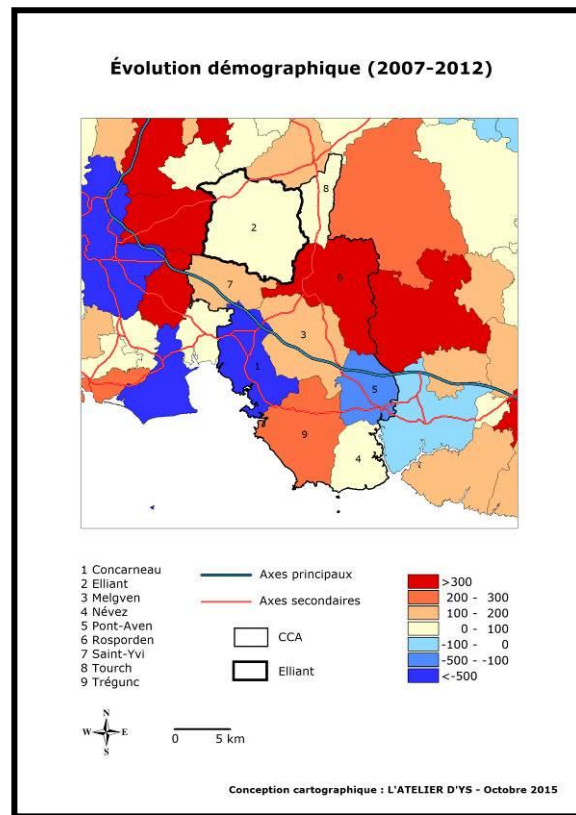 Évolution démographique (2007-2012)
2
8
7
6
3
1
5
9
4
1 Concarneau
2 Elliant
3 Melgven
4 Névez
5 Pont-Aven
6 Rosporden
7 Saint-Yvi
8 Tourch
9 Trégunc
Axes principaux
Axes secondaires
CCA
Elliant
>300
200 - 300
100 - 200
0 - 100
-100 - 0
-500 - -100
<-500
N
W E
S
0 5 km
Conception cartographique : L'ATELIER D'YS - Octobre 2015